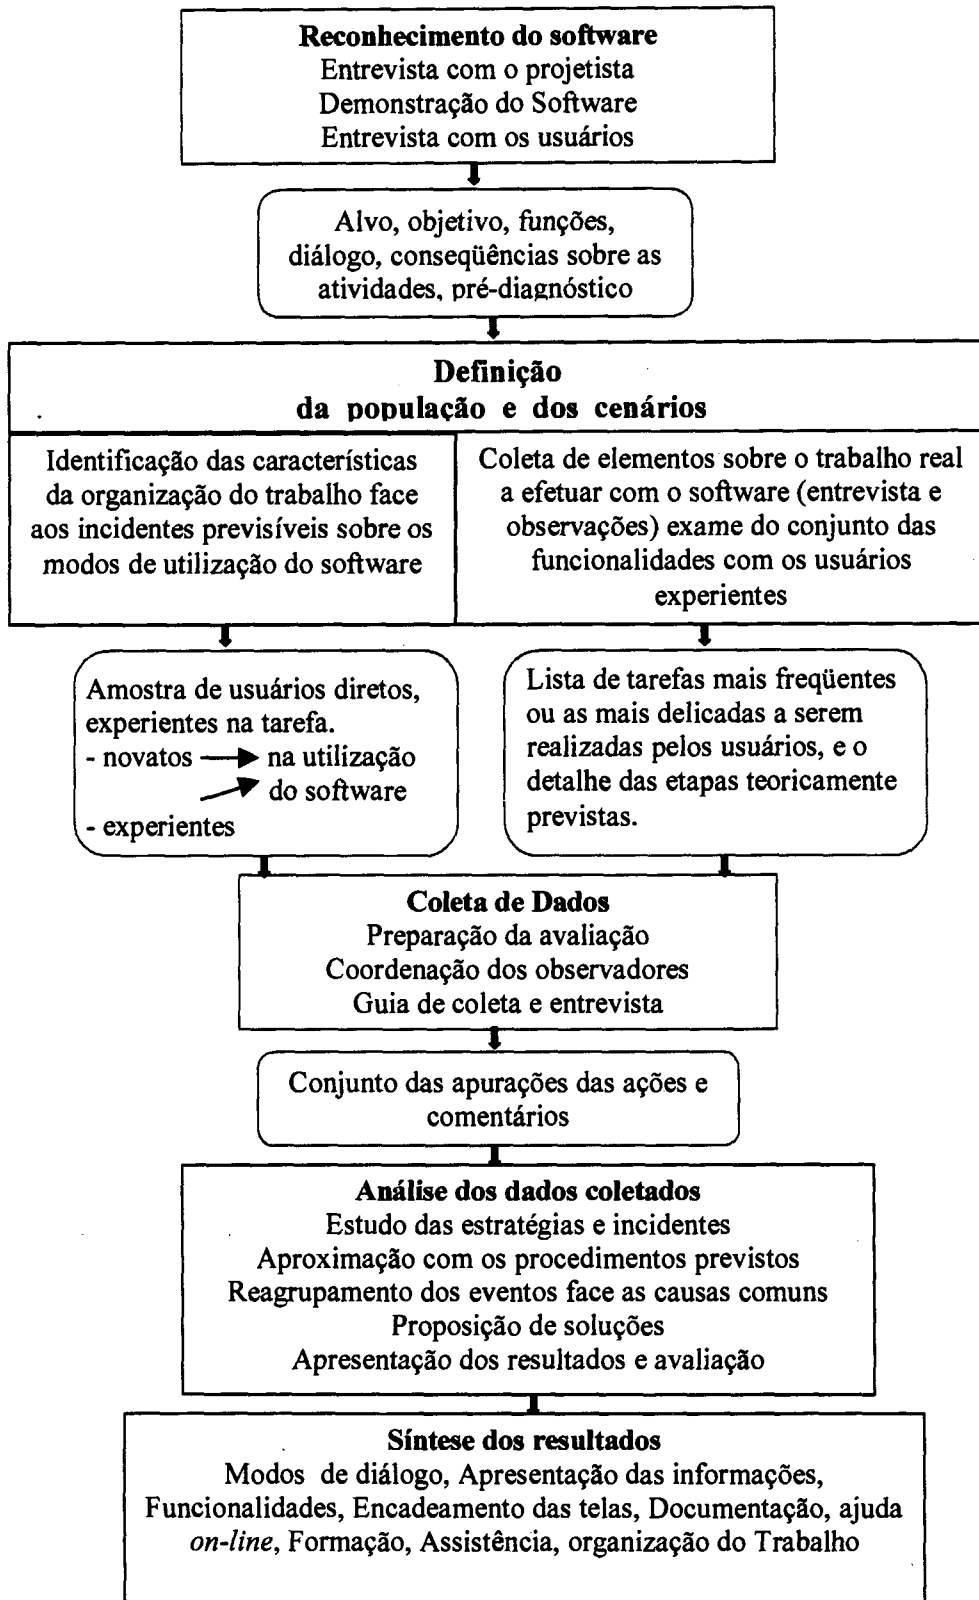 Reconhecimento do software
Entrevista com o projetista
Demonstração do Software
Entrevista com os usuários
Alvo, objetivo, funções,
diálogo, conseqüências sobre as
atividades, pré-diagnóstico
Definição
da população e dos cenários
Identificação das características
da organização do trabalho face
aos incidentes previsíveis sobre os
modos de utilização do software
Coleta de elementos sobre o trabalho real
a efetuar com o software (entrevista e
observações) exame do conjunto das
funcionalidades com os usuários
experientes
Amostra de usuários diretos,
experientes na tarefa.
- novatos na utilização
do software
- experientes
Lista de tarefas mais freqüentes
ou as mais delicadas a serem
realizadas pelos usuários, e o
detalhe das etapas teoricamente
previstas.
Coleta de Dados
Preparação da avaliação
Coordenação dos observadores
Guia de coleta e entrevista
Conjunto das apurações das ações e
comentários
Análise dos dados coletados
Estudo das estratégias e incidentes
Aproximação com os procedimentos previstos
Reagrupamento dos eventos face as causas comuns
Proposição de soluções
Apresentação dos resultados e avaliação
Síntese dos resultados
Modos de diálogo, Apresentação das informações,
Funcionalidades, Encadeamento das telas, Documentação, ajuda
on-line, Formação, Assistência, organização do Trabalho